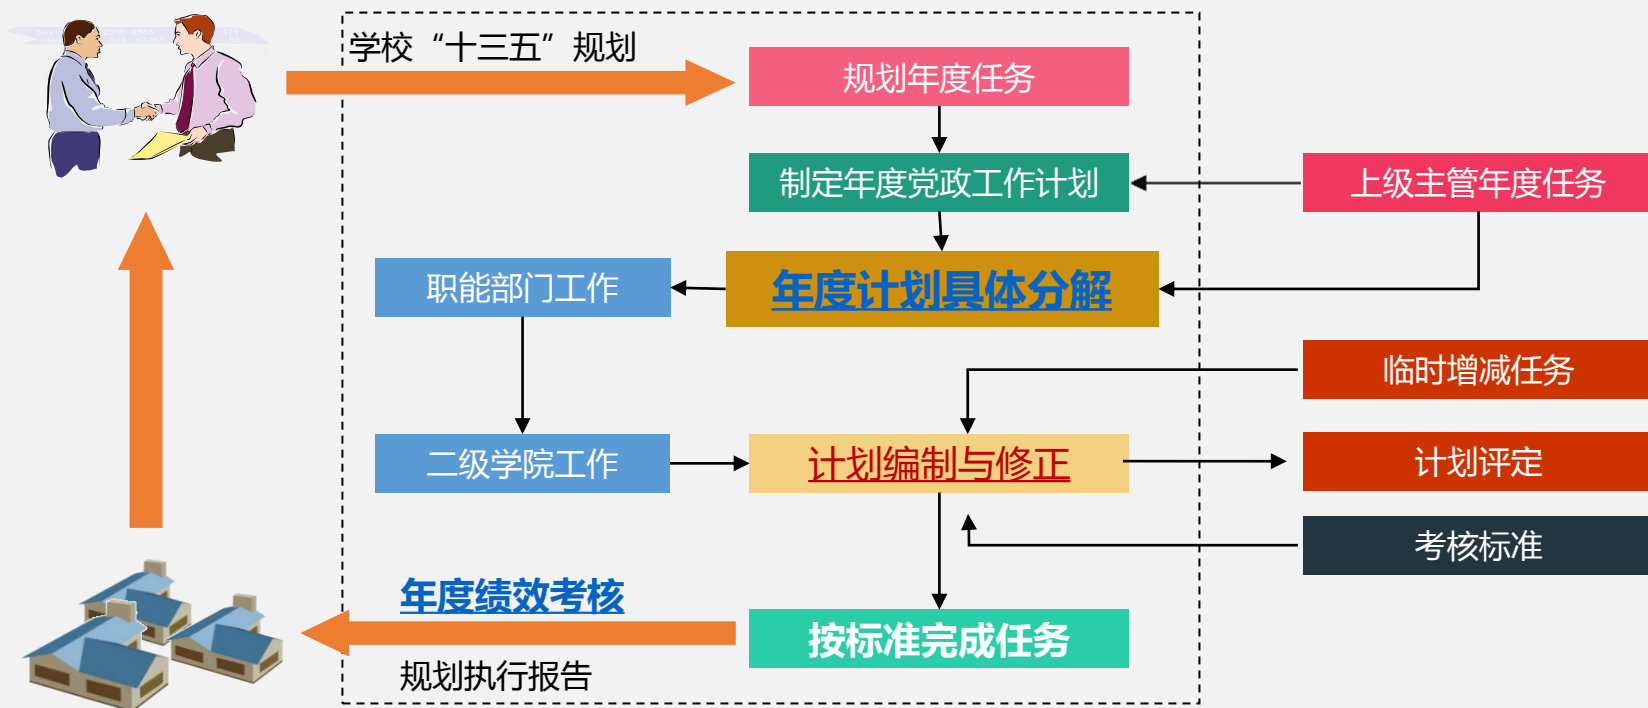 学校“十三五”规划
规划年度任务
制定年度党政工作计划
上级主管年度任务
年度计划具体分解
职能部门工作
临时增减任务
二级学院工作
计划编制与修正
计划评定
考核标准
年度绩效考核
按标准完成任务
规划执行报告